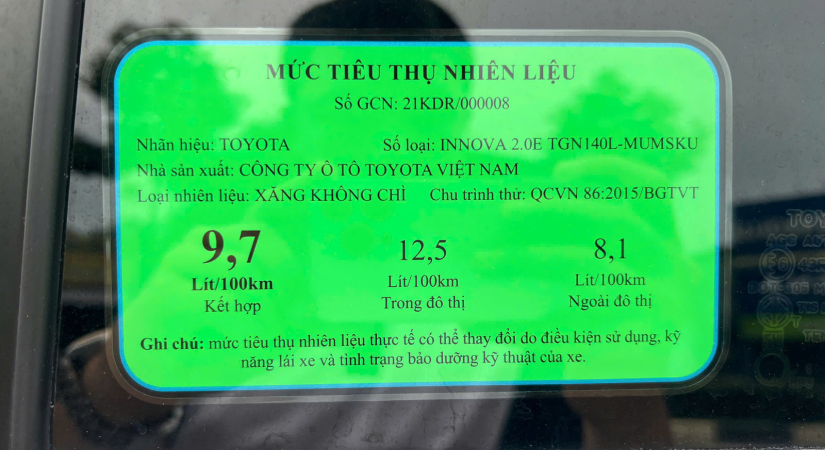 MỨC TIÊU THỤ NHIÊN LIỆU
Số GCN: 21KDR/000008
Nhãn hiệu: TOYOTA Số loại: INNOVA 2.0E TGN140L-MUMSKU
Nhà sản xuất: CÔNG TY Ô TÔ TOYOTA VIỆT NAM
Loại nhiên liệu: XĂNG KHÔNG CHÌ Chu trình thử: QCVN 86:2015/BGTVT
9,7 12,5 8,1
Lít/100km Lít/100km Lít/100km
Kết hợp Trong đô thị Ngoài đô thị
Ghi chú: mức tiêu thụ nhiên liệu thực tế có thể thay đổi do điều kiện sử dụng, kỹ
năng lái xe và tình trạng bảo dưỡng kỹ thuật của xe.